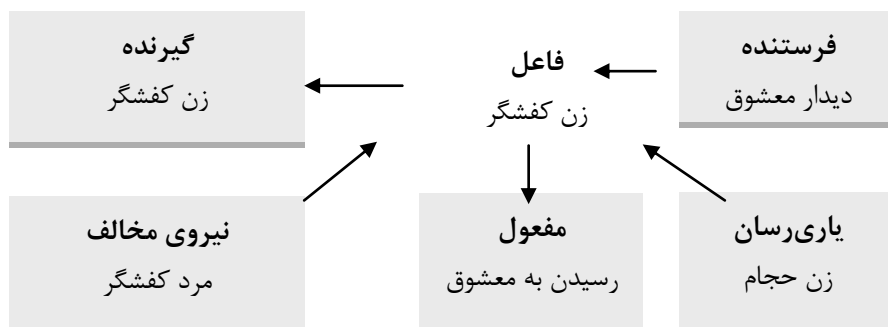 فرستنده
دیدار معشوق
فاعل
زن کفشگر
گیرنده
زن کفشگر
یاری‌رسان
زن حجام
مفعول
رسیدن به معشوق
نیروی مخالف
مرد کفشگر